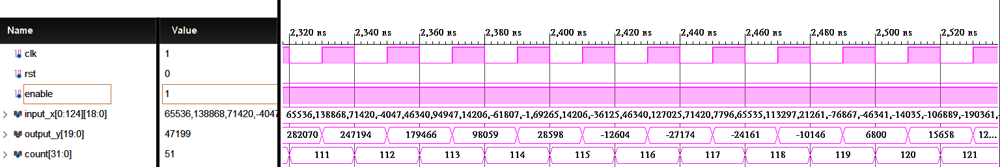 Name Value 2,320 ns 2,340 ns 2,360 ns 2,380 ns 2,400 ns 2,420 ns 2,440 ns 2,460 ns 2,480 ns 2,500 ns 2,520 ns
clk 1
rst 0
enable 1
input_x[0:124][18:0] 65536,138868,71420,-4047 65536,138868,71420,-4047,46340,94947,14206,-61807,-1,69265,14206,-36125,46340,127025,71420,7796,65535,113297,21261,-76867,-46341,-14035,-106889,-190361,-
output_y[19:0] 47199 282070 247194 179466 98059 28598 -12604 -27174 -24161 -10146 6800 15658 12...
count[31:0] 51 111 112 113 114 115 116 117 118 119 120 121